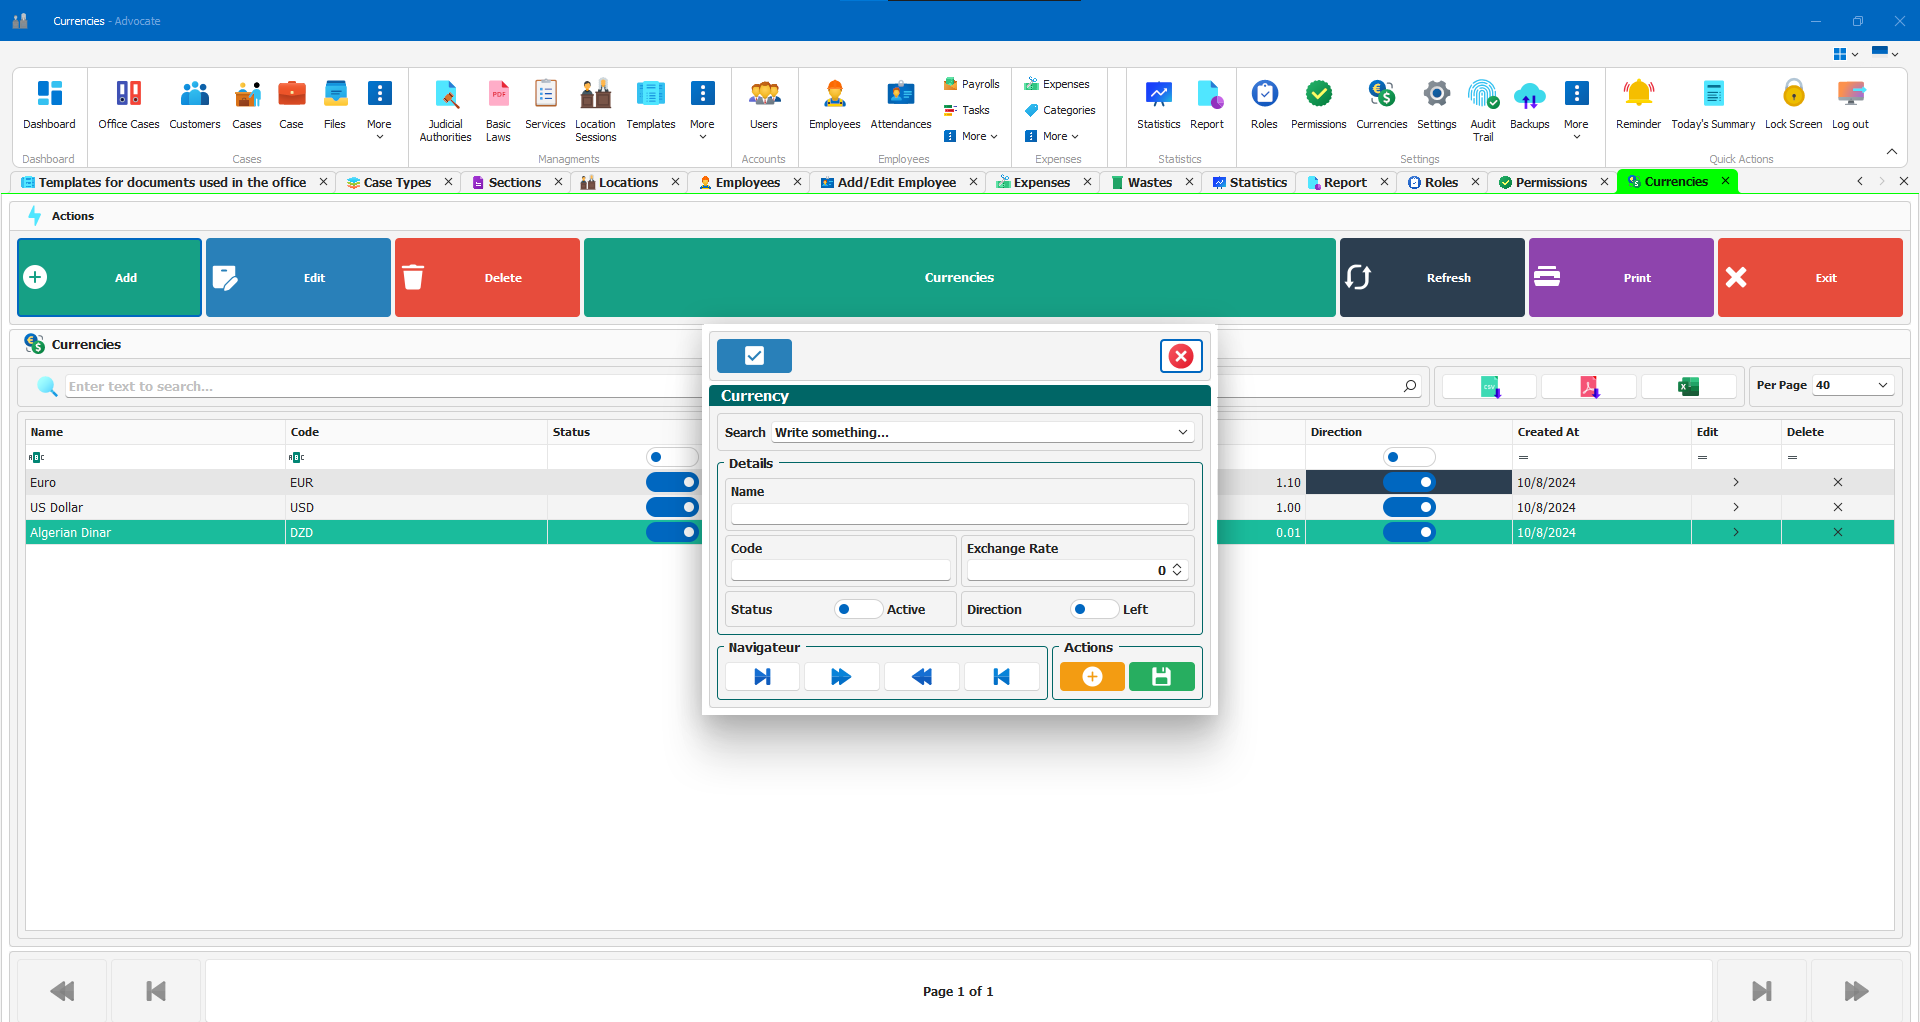 Currencies - Advocate
Dashboard
Office Cases
Customers
Cases
Case
Files
More
Judicial Authorities
Basic Laws
Services
Location Sessions
Templates
More
Users
Employees
Attendances
Payrolls
Tasks
More
Expenses
Categories
More
Statistics
Report
Roles
Permissions
Currencies
Settings
Audit Trail
Backups
More
Reminder
Today's Summary
Lock Screen
Log out
Dashboard
Cases
Managments
Accounts
Employees
Expenses
Statistics
Settings
Quick Actions
Templates for documents used in the office
Case Types
Sections
Locations
Employees
Add/Edit Employee
Expenses
Wastes
Statistics
Report
Roles
Permissions
Currencies
Actions
Add
Edit
Delete
Currencies
Refresh
Print
Exit
Currencies
Enter text to search...
CSV
Per Page 40
Name
Code
Status
Direction
Created At
Edit
Delete
ABC
ABC
=
=
=
Euro EUR 1.10 10/8/2024
US Dollar USD 1.00 10/8/2024
Algerian Dinar DZD 0.01 10/8/2024
Currency
Search Write something...
Details
Name
Code
Exchange Rate
0
Status Active
Direction Left
Navigateur
Actions
Page 1 of 1